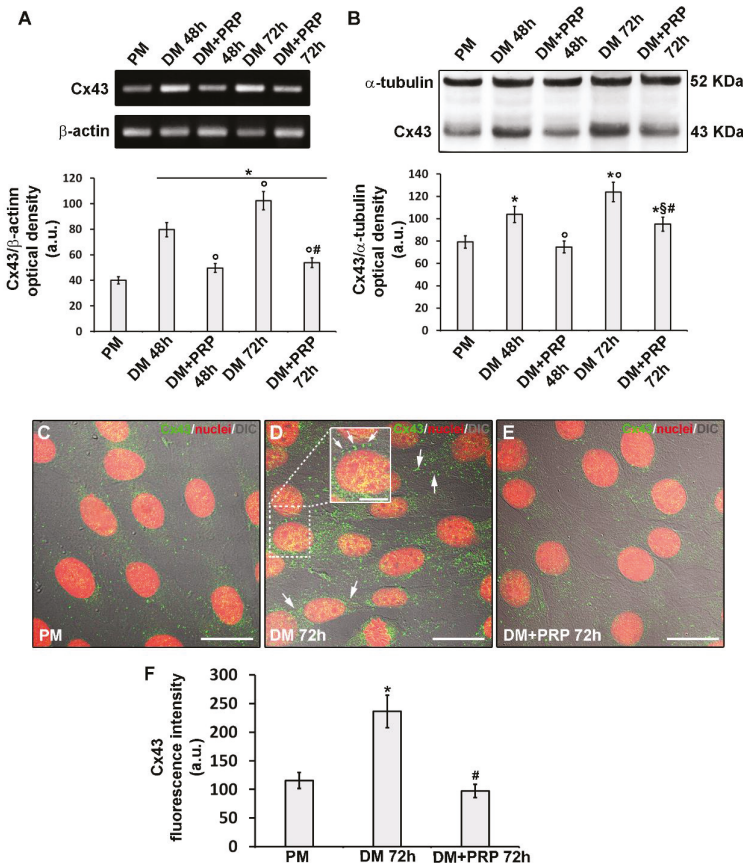 A
PM
DM 48h
DM+PRP
48h
DM 72h
DM+PRP
72h
Cx43
β-actin
*
Cx43/β-actinn
optical density
(a.u.)
120
100
80
60
40
20
0
°
°
°#
PM
DM 48h
DM+PRP
48h
DM 72h
DM+PRP
72h
B
PM
DM 48h
DM+PRP
48h
DM 72h
DM+PRP
72h
α-tubulin
52 KDa
Cx43
43 KDa
Cx43/α-tubulin
optical density
(a.u.)
140
120
100
80
60
40
20
0
*
°
*°
*§#
PM
DM 48h
DM+PRP
48h
DM 72h
DM+PRP
72h
C
Cx43/nuclei/DIC
PM
D
Cx43/nuclei/DIC
DM 72h
E
Cx43/nuclei/DIC
DM+PRP 72h
F
Cx43
fluorescence intensity
(a.u.)
300
250
200
150
100
50
0
*
#
PM
DM 72h
DM+PRP 72h